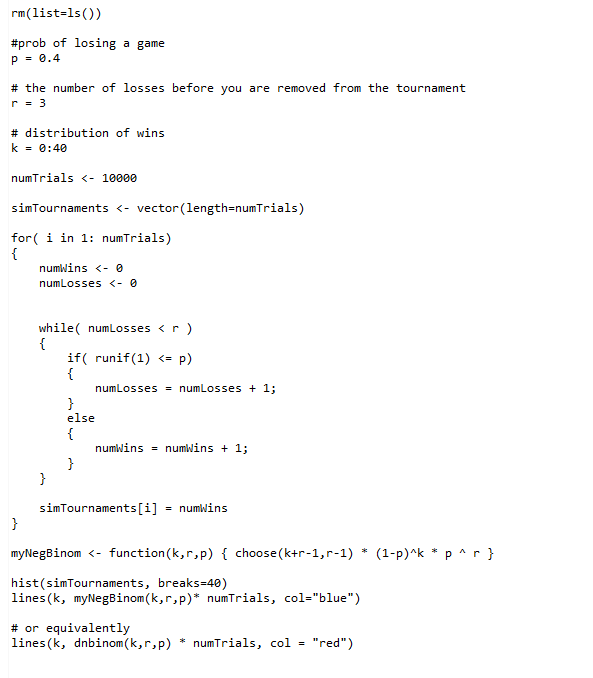 rm(list=ls())
#prob of losing a game
p = 0.4
# the number of losses before you are removed from the tournament
r = 3
# distribution of wins
k = 0:40
numTrials <- 10000
simTournaments <- vector(length=numTrials)
for( i in 1: numTrials)
{
    numWins <- 0
    numLosses <- 0
    while( numLosses < r )
    {
        if( runif(1) <= p)
        {
            numLosses = numLosses + 1;
        }
        else
        {
            numWins = numWins + 1;
        }
    }
    simTournaments[i] = numWins
}
myNegBinom <- function(k,r,p) { choose(k+r-1,r-1) * (1-p)^k * p ^ r }
hist(simTournaments, breaks=40)
lines(k, myNegBinom(k,r,p)* numTrials, col="blue")
# or equivalently
lines(k, dnbinom(k,r,p) * numTrials, col = "red")